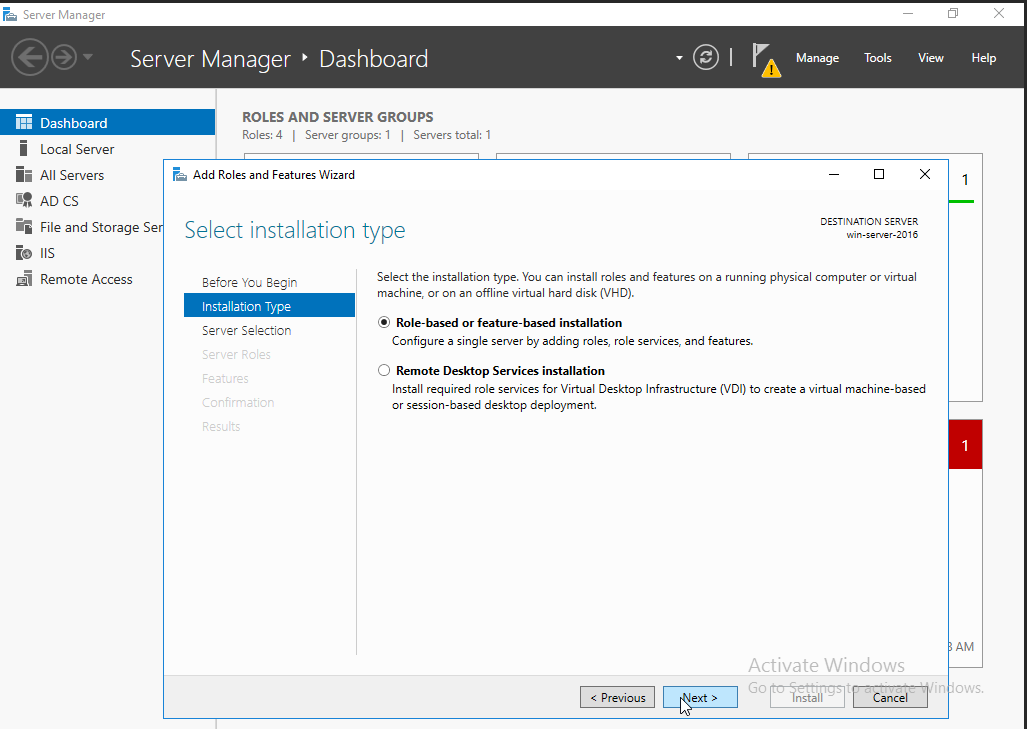 Server Manager
Server Manager ‣ Dashboard
Manage Tools View Help
Dashboard
Local Server
All Servers
AD CS
File and Storage Ser
IIS
Remote Access
ROLES AND SERVER GROUPS
Roles: 4 | Server groups: 1 | Servers total: 1
1
1
Add Roles and Features Wizard
Select installation type
DESTINATION SERVER
win-server-2016
Before You Begin
Installation Type
Server Selection
Server Roles
Features
Confirmation
Results
Select the installation type. You can install roles and features on a running physical computer or virtual
machine, or on an offline virtual hard disk (VHD).
Role-based or feature-based installation
Configure a single server by adding roles, role services, and features.
Remote Desktop Services installation
Install required role services for Virtual Desktop Infrastructure (VDI) to create a virtual machine-based
or session-based desktop deployment.
AM
Activate Windows
Go to Settings to activate Windows.
< Previous Next > Install Cancel